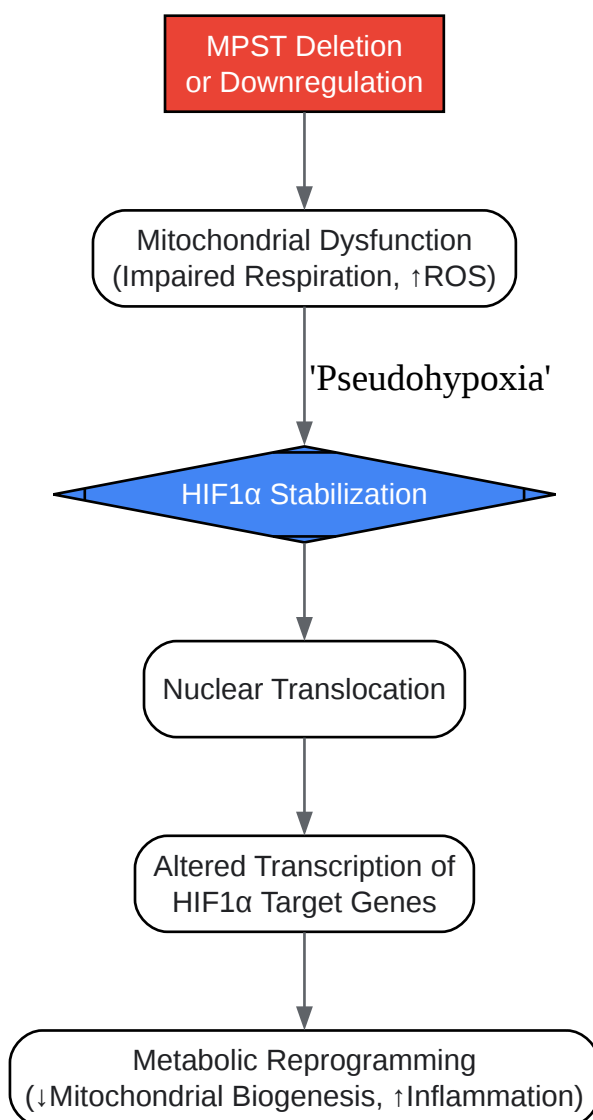 MPST Deletion
or Downregulation
Mitochondrial Dysfunction
(Impaired Respiration, ↑ROS)
'Pseudohypoxia'
HIF1α Stabilization
Nuclear Translocation
Altered Transcription of
HIF1α Target Genes
Metabolic Reprogramming
(↓Mitochondrial Biogenesis, ↑Inflammation)